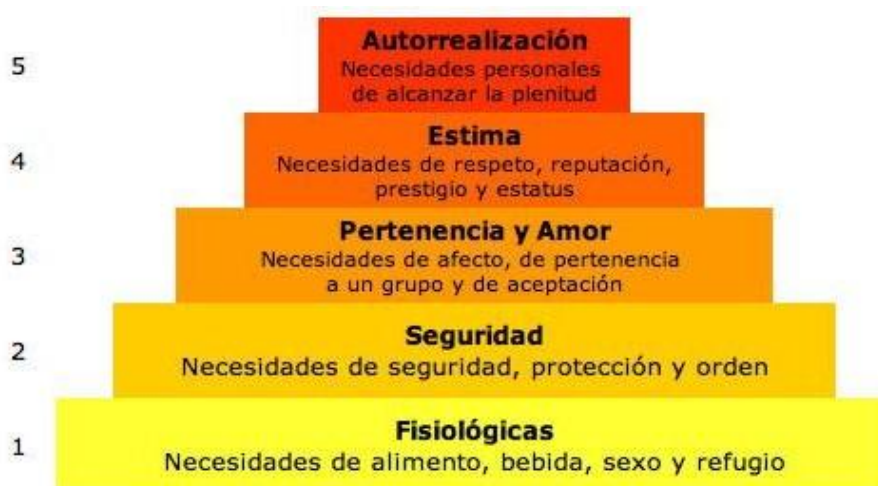 5
Autorrealización
Necesidades personales
de alcanzar la plenitud
4
Estima
Necesidades de respeto, reputación,
prestigio y estatus
3
Pertenencia y Amor
Necesidades de afecto, de pertenencia
a un grupo y de aceptación
2
Seguridad
Necesidades de seguridad, protección y orden
1
Fisiológicas
Necesidades de alimento, bebida, sexo y refugio